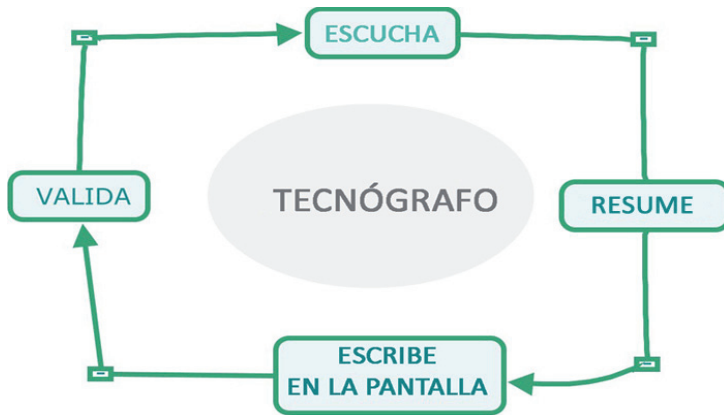 ESCUCHA
VALIDA
TECNÓGRAFO
RESUME
ESCRIBE
EN LA PANTALLA